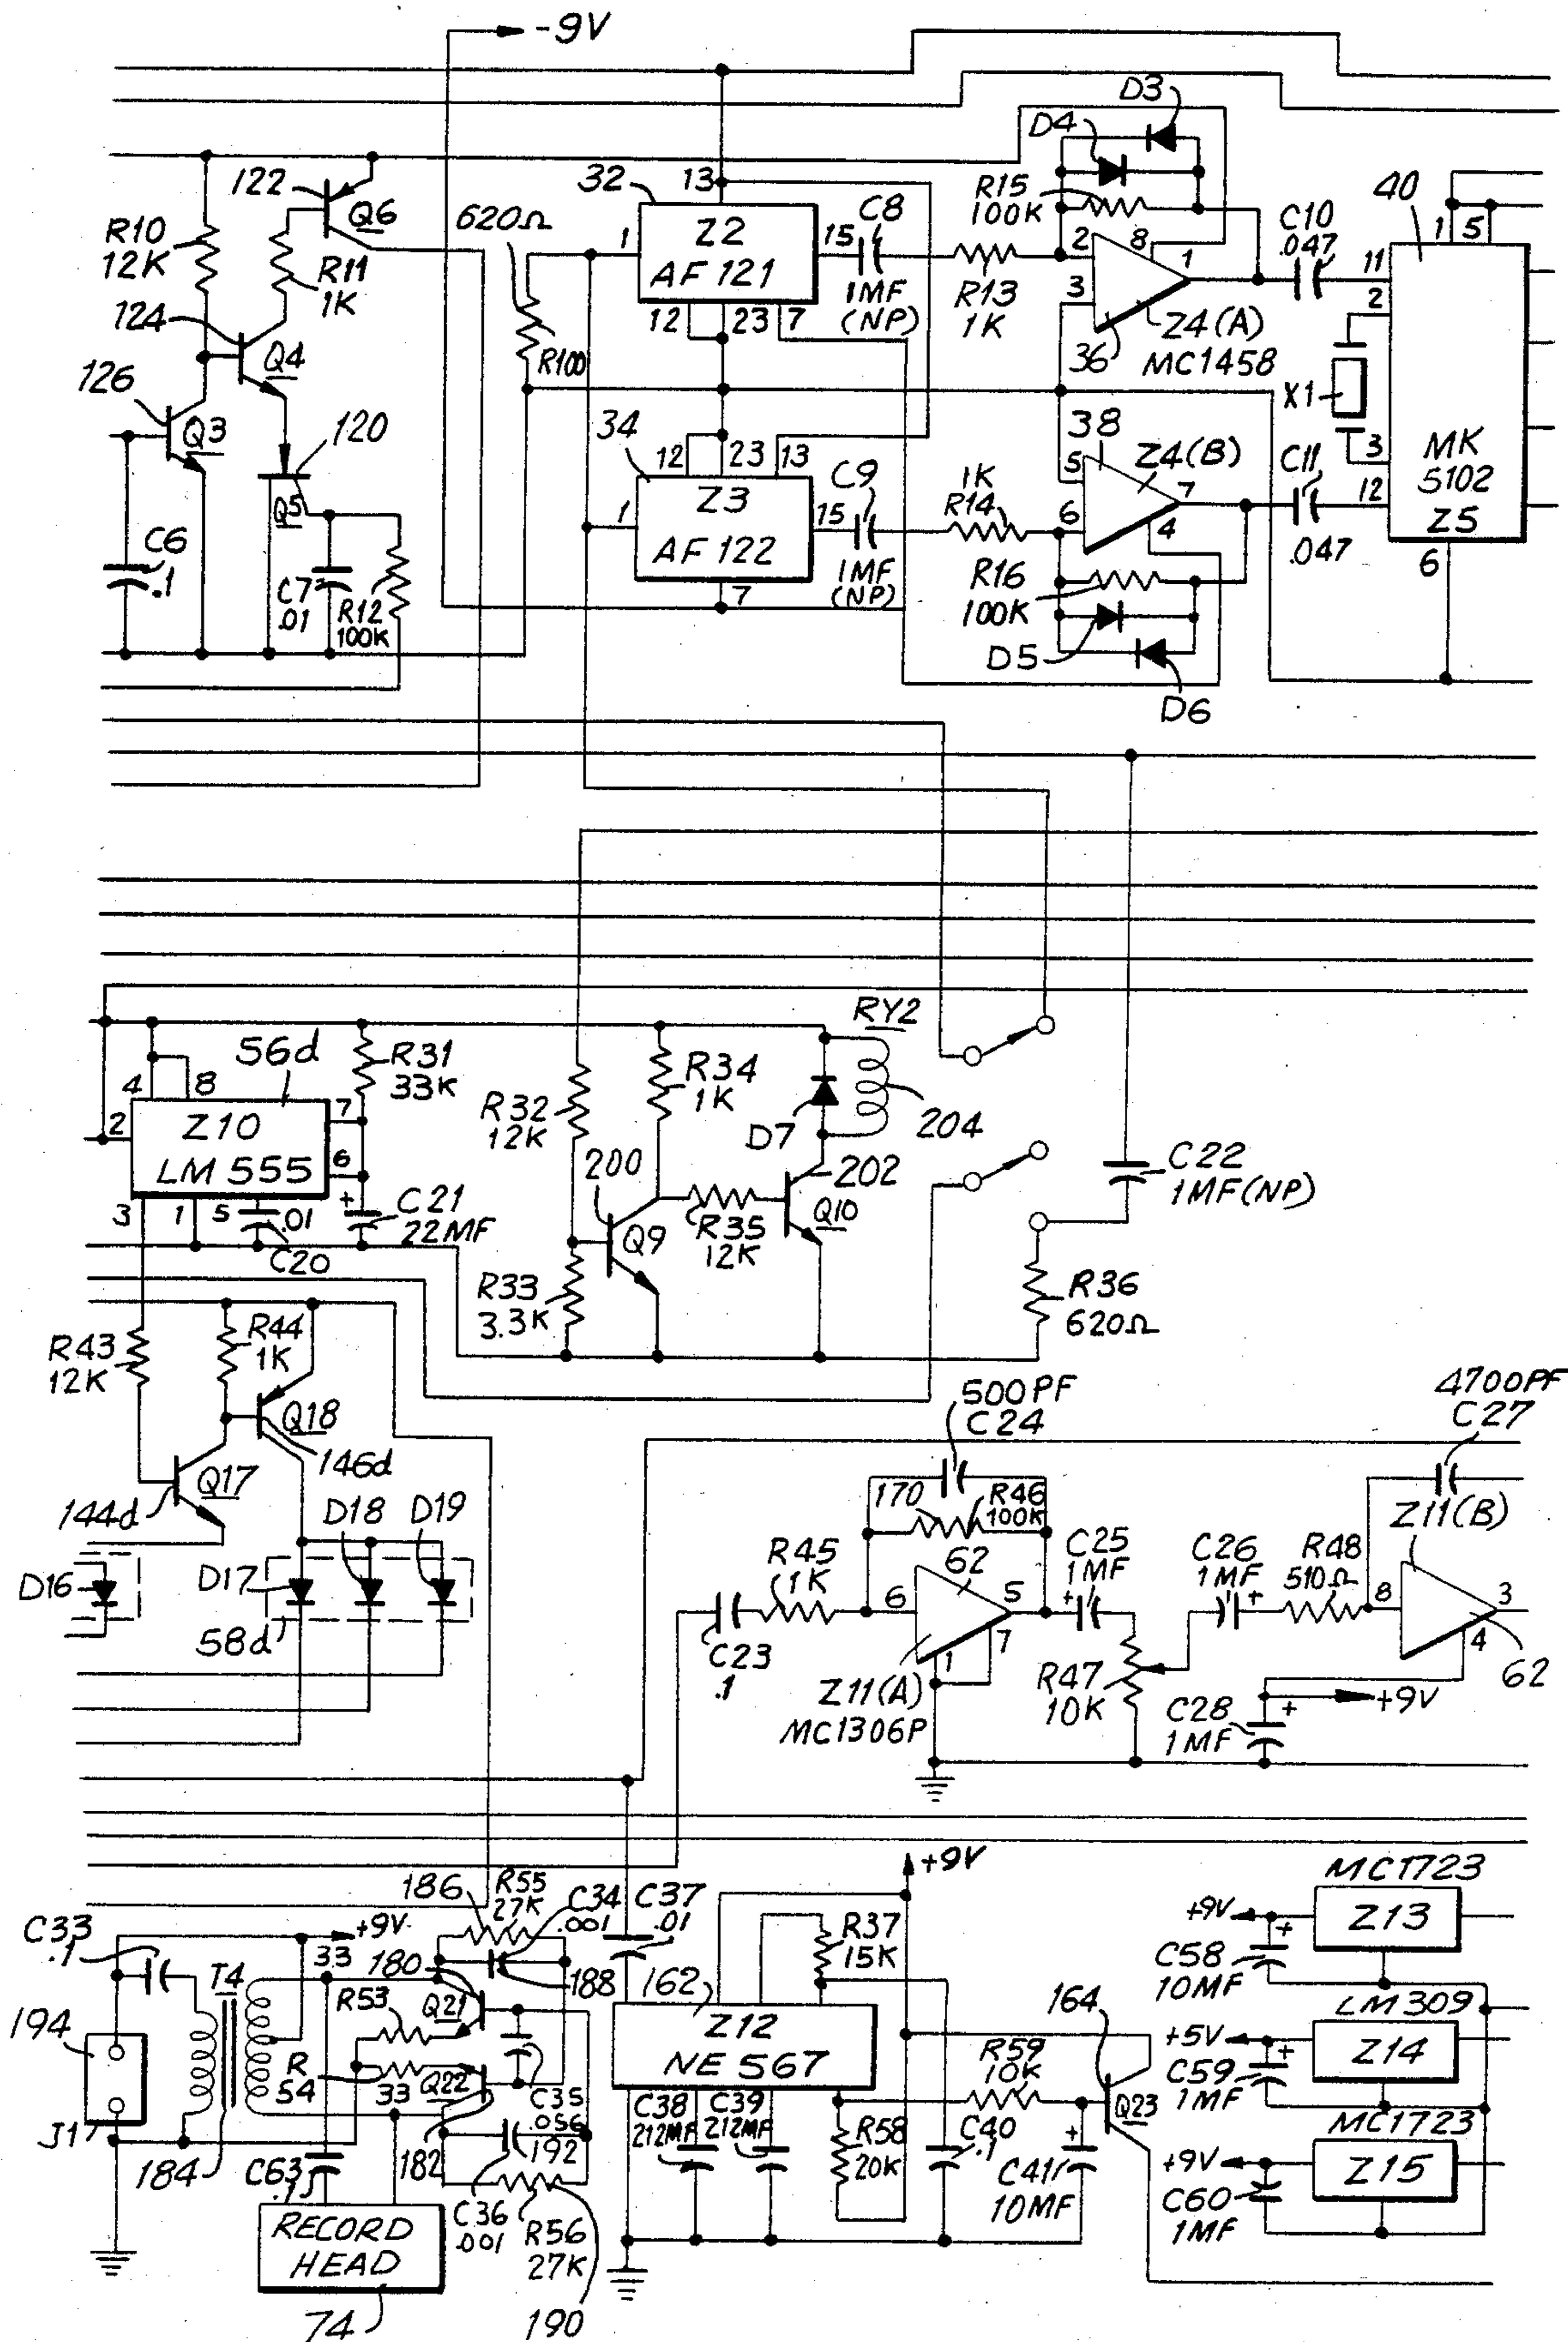 -9V
D3
D4
122
Q6
32
13
620Ω
R15
100K
40
C8
C10
.047
1
5
R10
12K
R11
1K
1
Z2
AF 121
15
2
8
1
11
2
1MF
(NP)
R13
1K
3
12
23
7
124
Q4
R100
36
Z4(A)
MC1458
X1
126
Q3
120
34
12
23
13
38
5
Z4(B)
7
C11
.047
3
12
MK
5102
Z5
6
Q5
1
Z3
AF 122
15
C9
1MF
(NP)
1K
R14
6
4
C6
.1
C7
.01
R12
100K
7
R16
100K
D5
D6
RY2
56d
R31
33K
4
8
7
2
Z10
LM 555
6
R32
12K
R34
1K
D7
204
3
1
5
.01
C20
C21
22MF
+
200
Q9
R35
12K
202
Q10
C22
1MF(NP)
R33
3.3K
R36
620Ω
R43
12K
R44
1K
Q18
146d
500PF
C24
4700PF
C27
Q17
144d
D18
D19
170
R46
100K
Z11(B)
D16
D17
58d
R45
1K
62
6
5
7
1
C25
1MF
+
C26
1MF
+
R48
510Ω
8
3
4
62
C23
.1
Z11(A)
MC1306P
R47
10K
C28
1MF
+
+9V
186
R55
27K
C34
.001
C37
.01
+9V
MC1723
C33
.1
+9V
R37
15K
+9V
+
Z13
T4
33
180
188
162
C58
10MF
194
R53
Q21
Z12
NE 567
164
LM309
+5V
+
Z14
R
54
33
Q22
C35
.056
R59
10K
C59
1MF
J1
182
192
C38
212MF
C39
212MF
R58
20K
C40
.1
+
Q23
MC1723
184
C63
.1
C41
10MF
+9V
Z15
C36
.001
R56
27K
C60
1MF
RECORD
HEAD
74
190